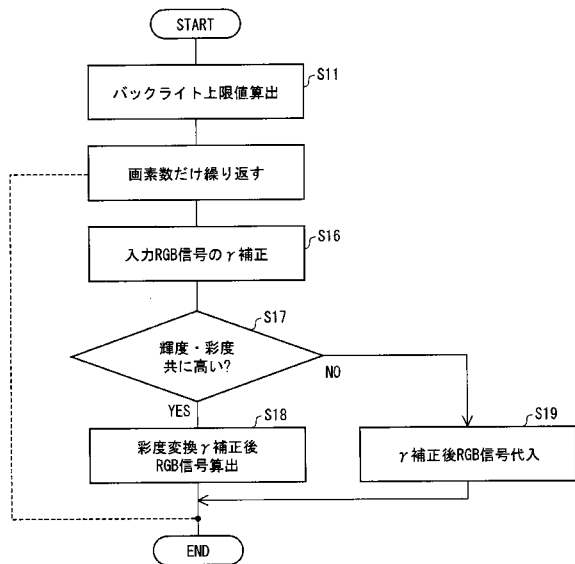 START
S11
バックライト上限値算出
画素数だけ繰り返す
S16
入力RGB信号のγ補正
S17
輝度・彩度
共に高い?
NO
YES
S18
彩度変換γ補正後
RGB信号算出
S19
γ補正後RGB信号代入
END